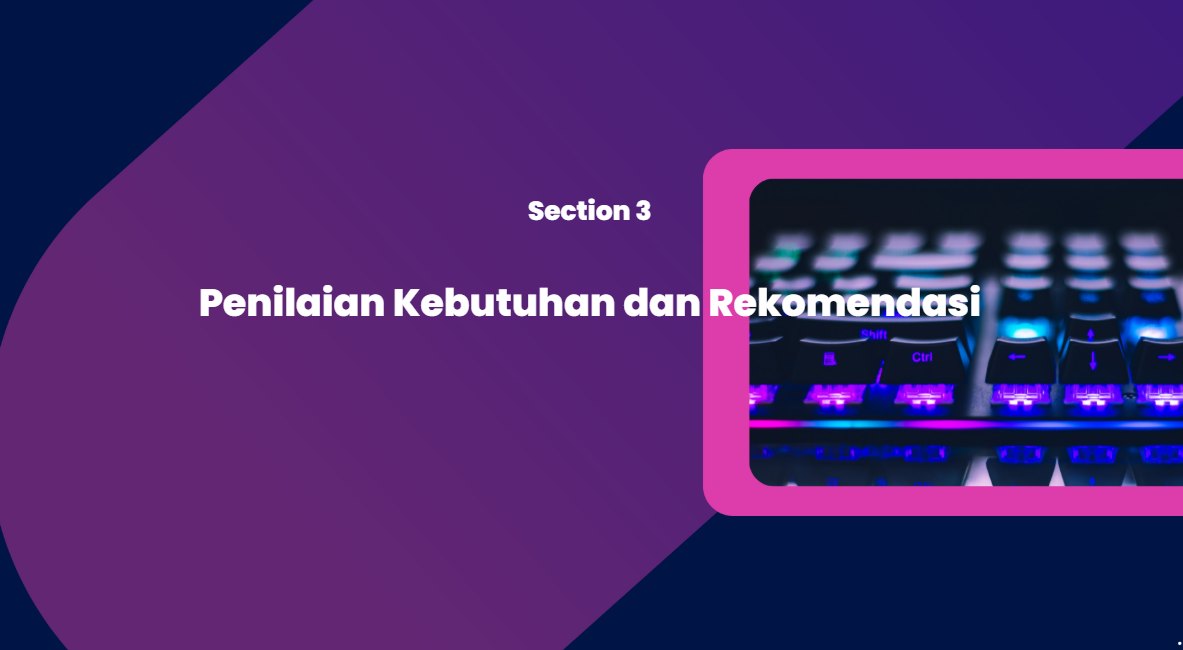 Section 3
Penilaian Kebutuhan dan Rekomendasi
Shift
Ctrl